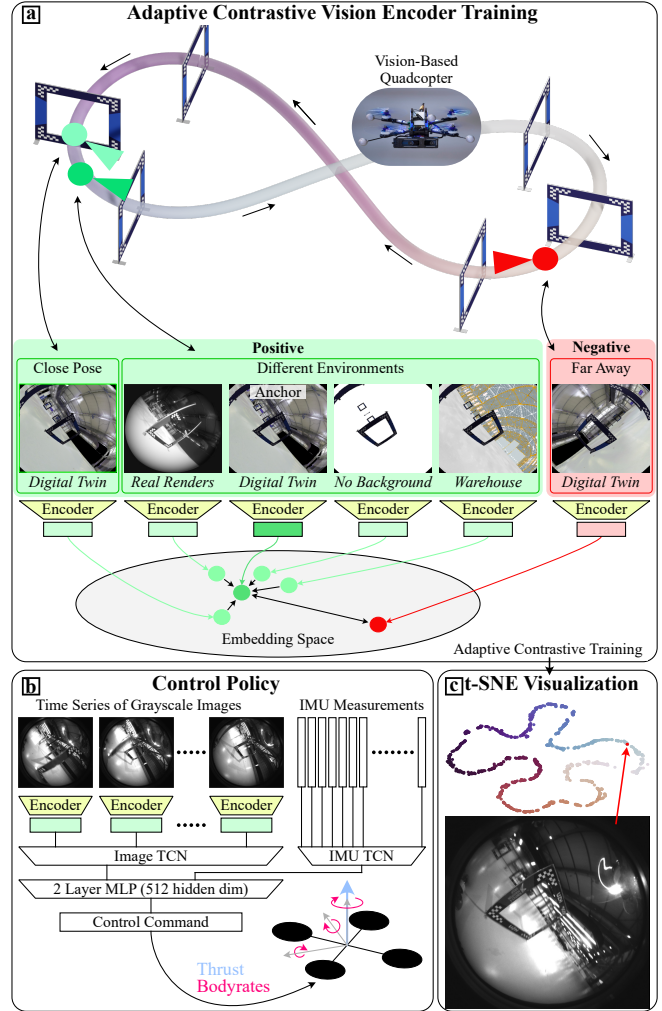 a
Adaptive Contrastive Vision Encoder Training
Vision-Based
Quadcopter
Positive
Negative
Close Pose
Different Environments
Far Away
Anchor
Digital Twin
Real Renders
Digital Twin
No Background
Warehouse
Digital Twin
Encoder
Encoder
Encoder
Encoder
Encoder
Encoder
Embedding Space
Adaptive Contrastive Training
b
Control Policy
Time Series of Grayscale Images
IMU Measurements
Encoder
Encoder
Encoder
Image TCN
IMU TCN
2 Layer MLP (512 hidden dim)
Control Command
Thrust
Bodyrates
c
t-SNE Visualization